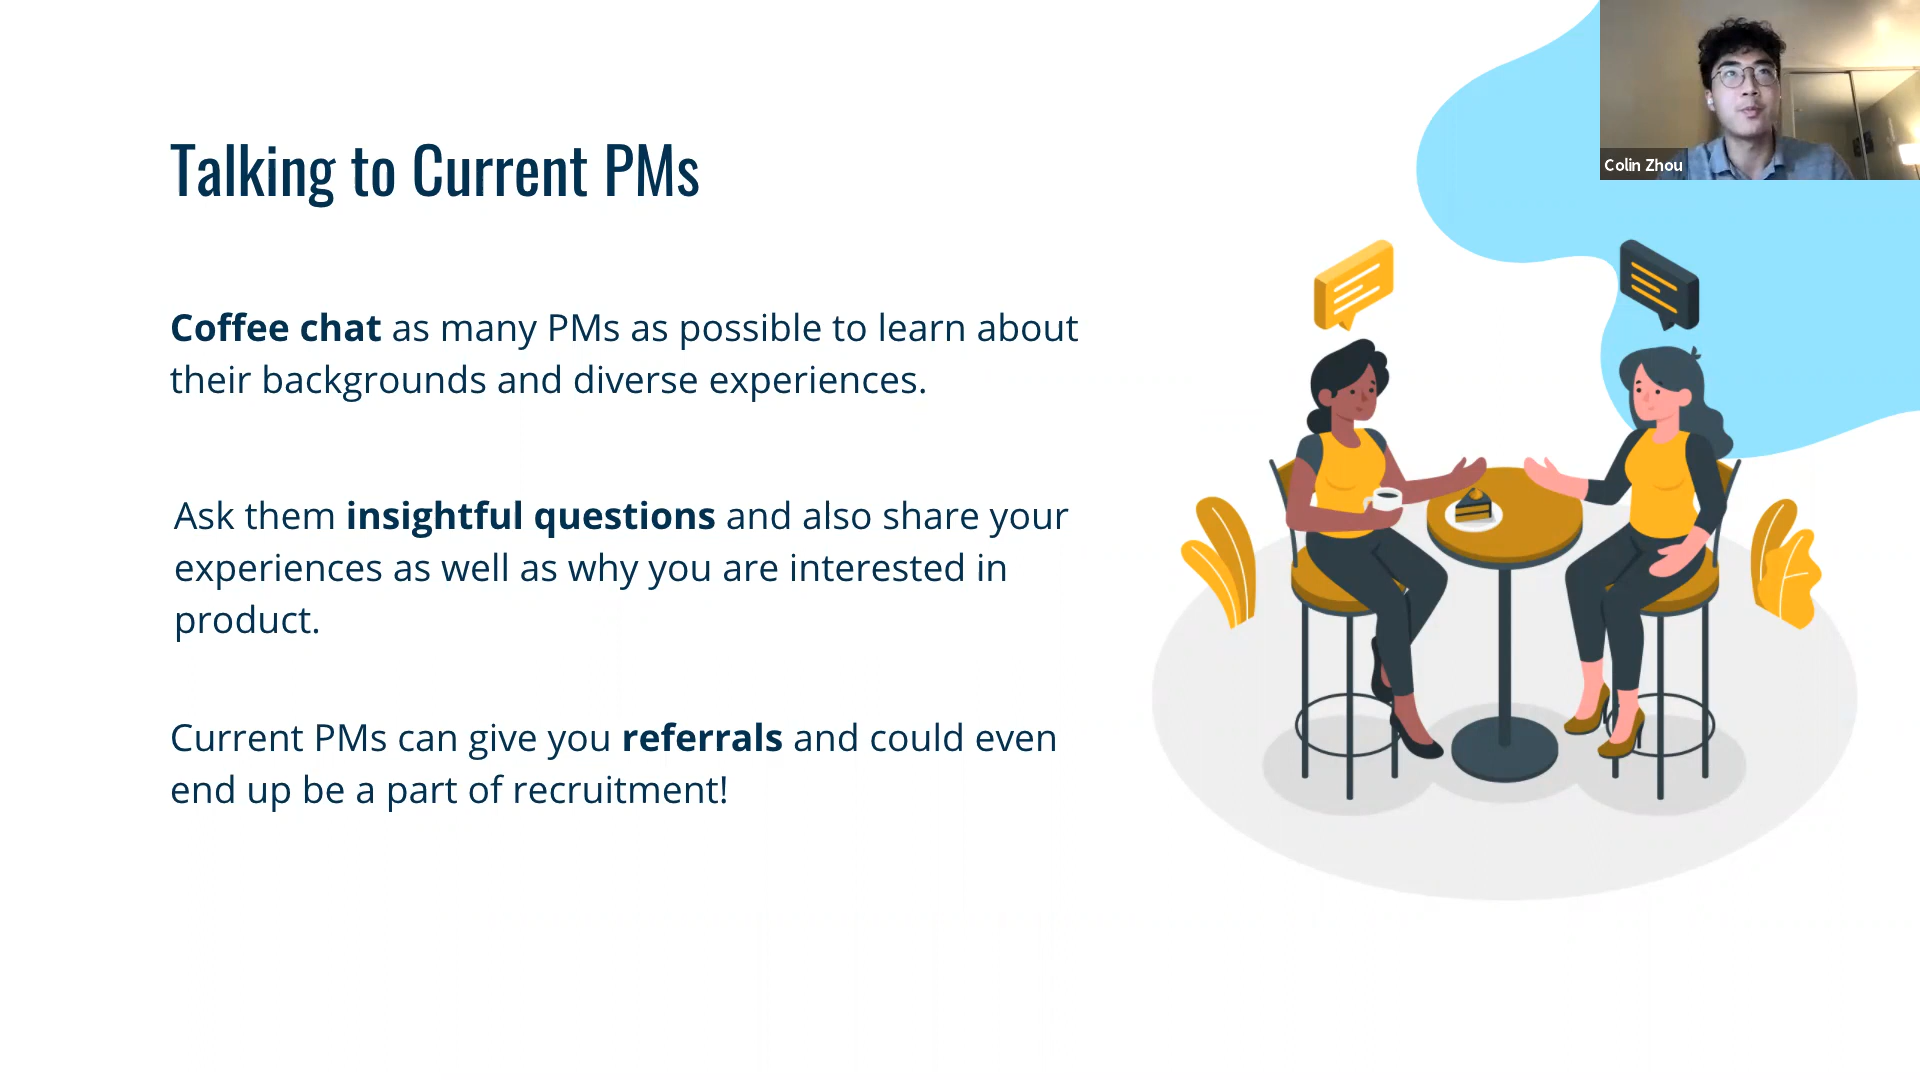 Talking to Current PMs
Coffee chat as many PMs as possible to learn about
their backgrounds and diverse experiences.
Ask them insightful questions and also share your
experiences as well as why you are interested in
product.
Current PMs can give you referrals and could even
end up be a part of recruitment!
Colin Zhou